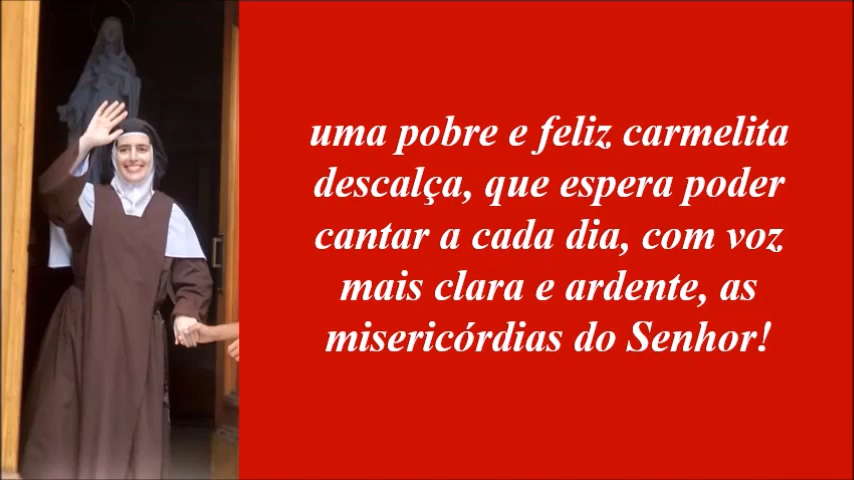 uma pobre e feliz carmelita
descalça, que espera poder
cantar a cada dia, com voz
mais clara e ardente, as
misericórdias do Senhor!